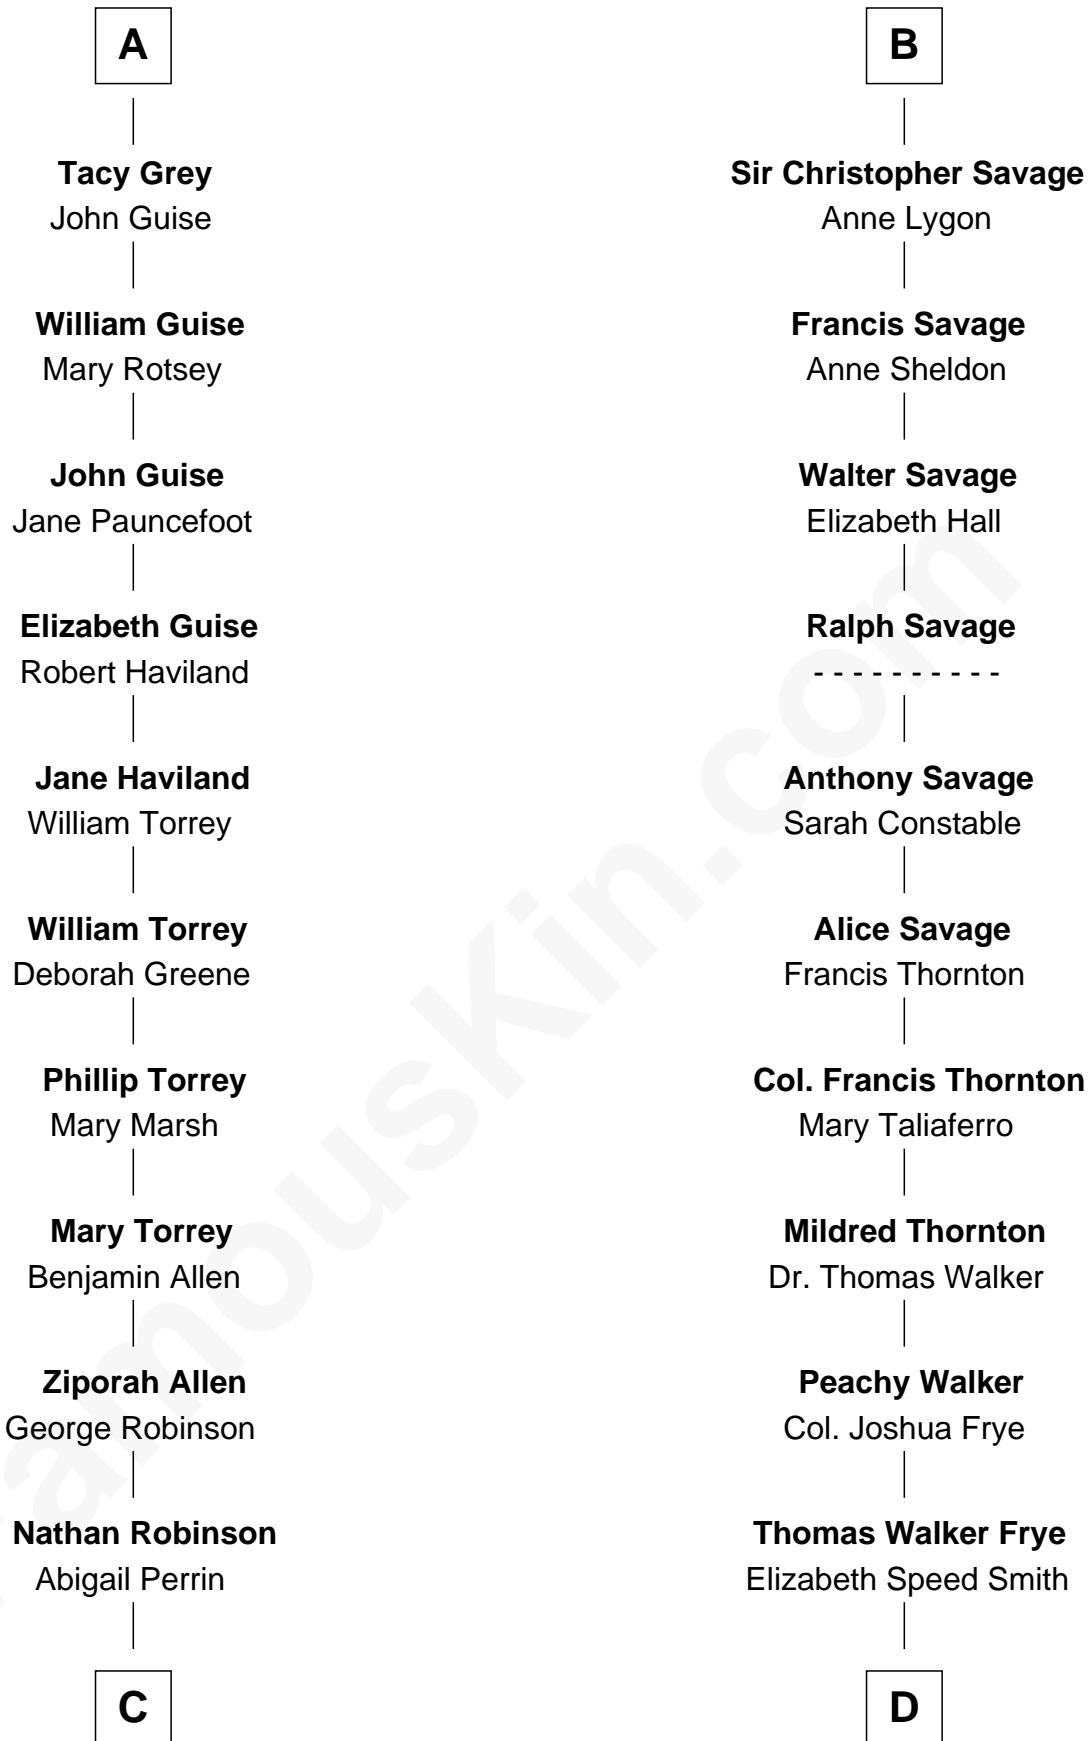 A
Tacy Grey
John Guise
William Guise
Mary Rotsey
John Guise
Jane Pauncefoot
Elizabeth Guise
Robert Haviland
Jane Haviland
William Torrey
William Torrey
Deborah Greene
Phillip Torrey
Mary Marsh
Mary Torrey
Benjamin Allen
Ziporah Allen
George Robinson
Nathan Robinson
Abigail Perrin
C
B
Sir Christopher Savage
Anne Lygon
Francis Savage
Anne Sheldon
Walter Savage
Elizabeth Hall
Ralph Savage
- - - - - - - - - -
Anthony Savage
Sarah Constable
Alice Savage
Francis Thornton
Col. Francis Thornton
Mary Taliaferro
Mildred Thornton
Dr. Thomas Walker
Peachy Walker
Col. Joshua Frye
Thomas Walker Frye
Elizabeth Speed Smith
D
FamousKin.com